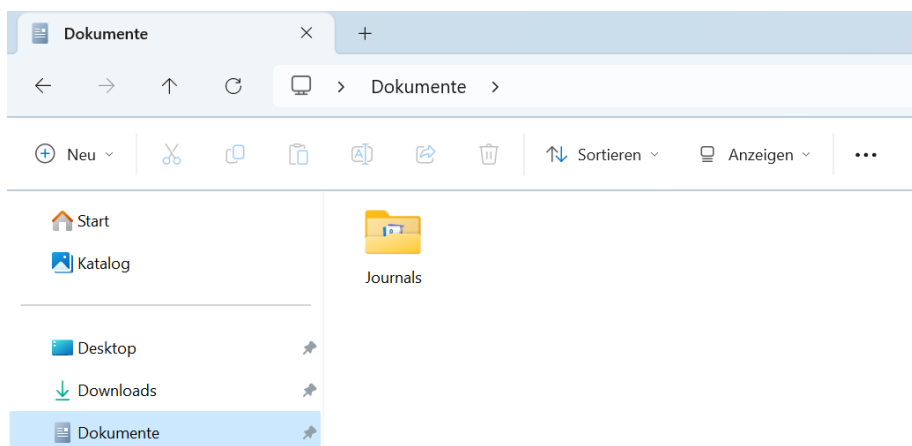 Dokumente
Dokumente
Neu Sortieren Anzeigen
Start
Katalog
Journals
Desktop
Downloads
Dokumente